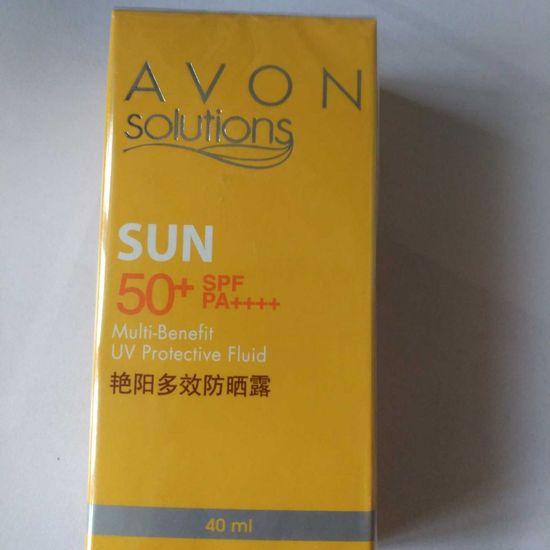 AVON
solutions
SUN
50+ SPF
PA++++
Multi-Benefit
UV Protective Fluid
艳阳多效防晒露
40 ml